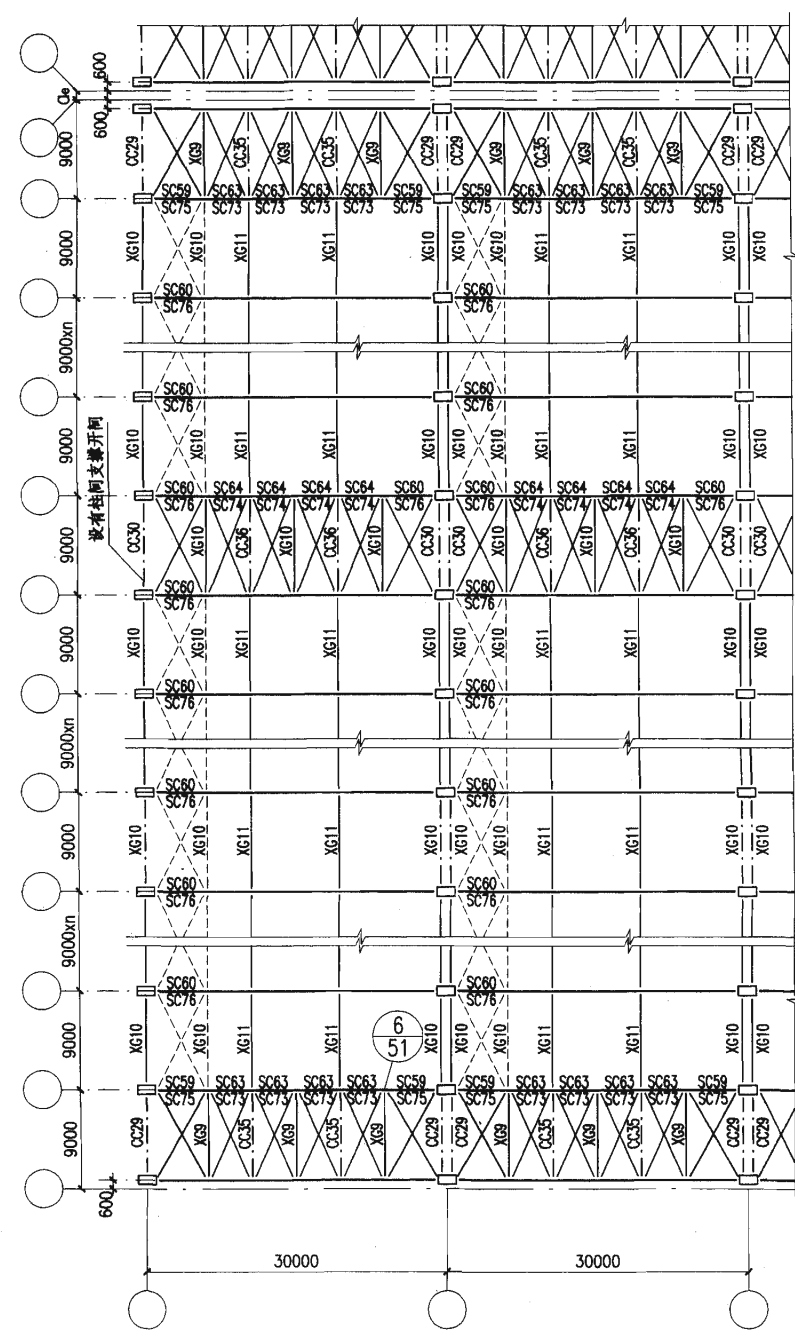 600
ae
600
9000
CC29 XG9 CC35 XG9 CC29 CC29 XG9 CC35 XG9 CC29 CC29
SC59 SC63 SC63 SC63 SC63 SC59 SC59 SC63 SC63 SC63 SC63 SC59
SC75 SC73 SC73 SC73 SC73 SC75 SC75 SC73 SC73 SC73 SC73 SC75
9000
XG10 XG10 XG11 XG11 XG10 XG10 XG10 XG11 XG11 XG10 XG10
SC60 SC60
SC76 SC76
9000xn
SC60 SC60
SC76 SC76
9000
设有柱间支撑开间
XG10 XG10 XG11 XG11 XG10 XG10 XG10 XG11 XG11 XG10 XG10
SC60 SC64 SC64 SC64 SC64 SC60 SC60 SC64 SC64 SC64 SC64 SC60
SC76 SC74 SC74 SC74 SC74 SC76 SC76 SC74 SC74 SC74 SC74 SC76
9000
CC30 XG10 CC36 CC36 XG10 CC30 CC30 XG10 CC36 XG10 CC36 XG10 CC30 CC30
SC60 SC60
SC76 SC76
9000
XG10 XG10 XG11 XG11 XG10 XG10 XG10 XG11 XG11 XG10 XG10
SC60 SC60
SC76 SC76
9000xn
SC60 SC60
SC76 SC76
9000
XG10 XG10 XG11 XG11 XG10 XG10 XG10 XG11 XG11 XG10 XG10
SC60 SC60
SC76 SC76
9000xn
SC60 SC60
SC76 SC76
9000
XG10 XG10 XG11 XG11 XG10 XG10 XG10 XG11 XG11 XG10 XG10
6
51
SC59 SC63 SC63 SC63 SC63 SC59 SC59 SC63 SC63 SC63 SC63 SC59
SC75 SC73 SC73 SC73 SC73 SC75 SC75 SC73 SC73 SC73 SC73 SC75
9000
CC29 XG9 CC35 CC35 XG9 CC29 CC29 XG9 CC35 CC35 XG9 CC29 CC29
600
30000 30000